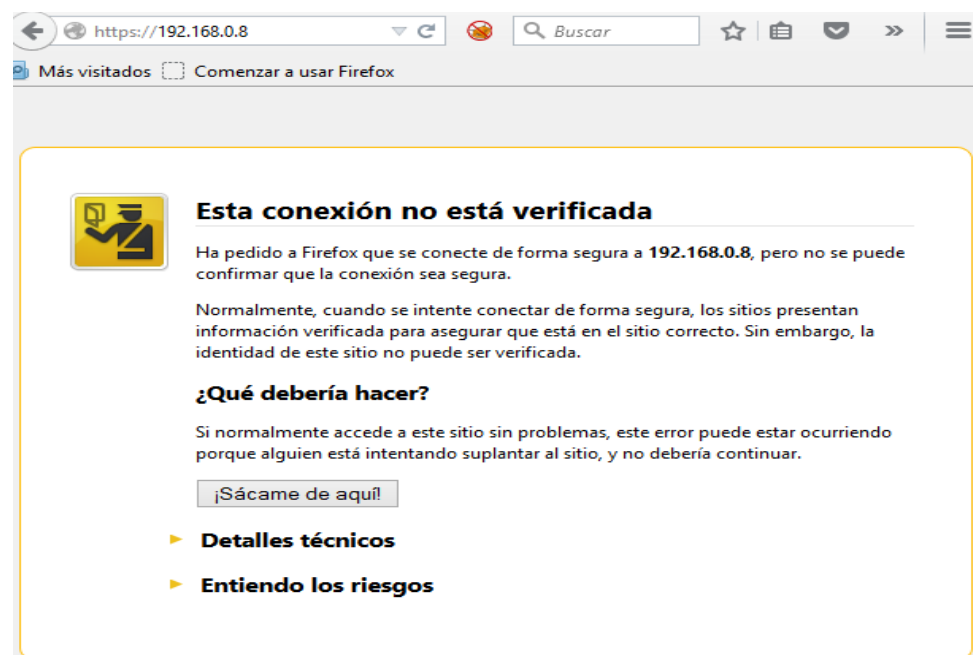 https://192.168.0.8
Buscar
Más visitados
Comenzar a usar Firefox
Esta conexión no está verificada
Ha pedido a Firefox que se conecte de forma segura a 192.168.0.8, pero no se puede
confirmar que la conexión sea segura.
Normalmente, cuando se intente conectar de forma segura, los sitios presentan
información verificada para asegurar que está en el sitio correcto. Sin embargo, la
identidad de este sitio no puede ser verificada.
¿Qué debería hacer?
Si normalmente accede a este sitio sin problemas, este error puede estar ocurriendo
porque alguien está intentando suplantar al sitio, y no debería continuar.
¡Sácame de aquí!
Detalles técnicos
Entiendo los riesgos